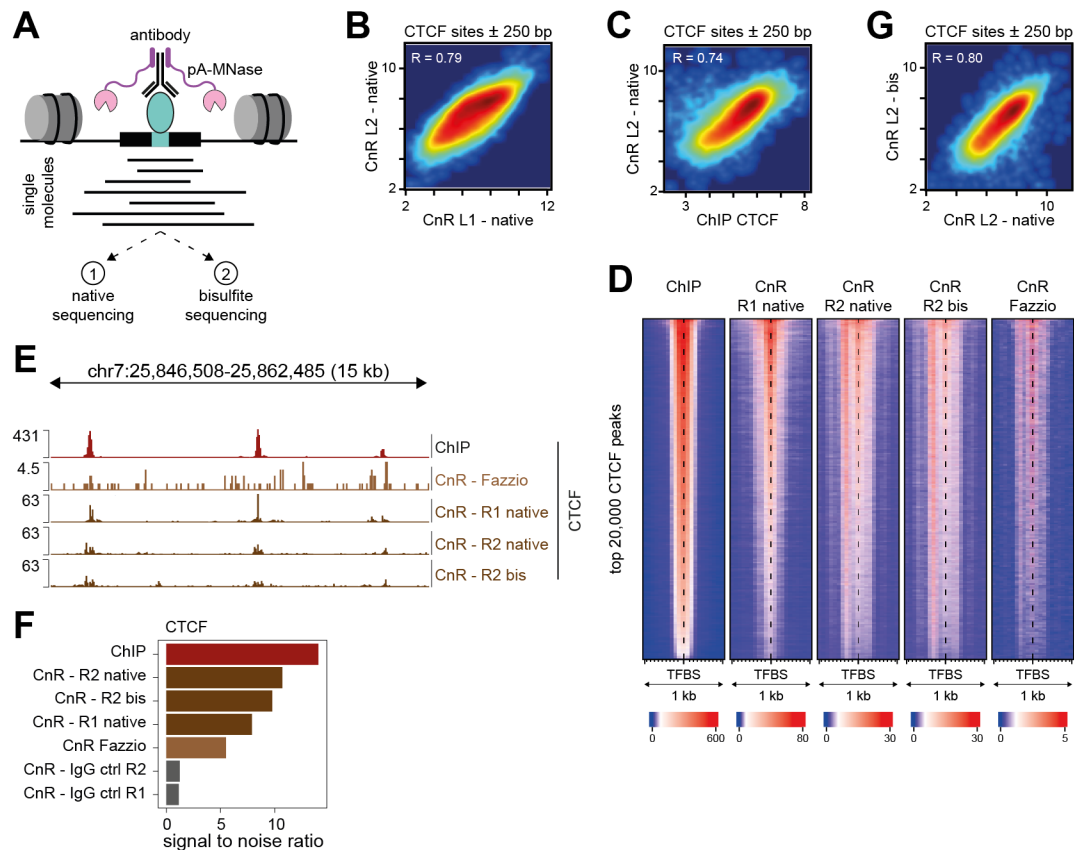 A
antibody
pA-MNase
single
molecules
1
2
native
sequencing
bisulfite
sequencing
B
CTCF sites ± 250 bp
R = 0.79
10
2
CnR L2 - native
2
12
CnR L1 - native
C
CTCF sites ± 250 bp
R = 0.74
10
2
CnR L2 - native
3
8
ChIP CTCF
G
CTCF sites ± 250 bp
R = 0.80
10
2
CnR L2 - bis
2
10
CnR L2 - native
D
ChIP
CnR
R1 native
CnR
R2 native
CnR
R2 bis
CnR
Fazzio
top 20,000 CTCF peaks
TFBS
TFBS
TFBS
TFBS
TFBS
1 kb
1 kb
1 kb
1 kb
1 kb
0 600
0 80
0 30
0 30
0 5
E
chr7:25,846,508-25,862,485 (15 kb)
431
ChIP
4.5
CnR - Fazzio
63
CnR - R1 native
63
CnR - R2 native
63
CnR - R2 bis
CTCF
F
CTCF
ChIP
CnR - R2 native
CnR - R2 bis
CnR - R1 native
CnR Fazzio
CnR - IgG ctrl R2
CnR - IgG ctrl R1
0 5 10
signal to noise ratio